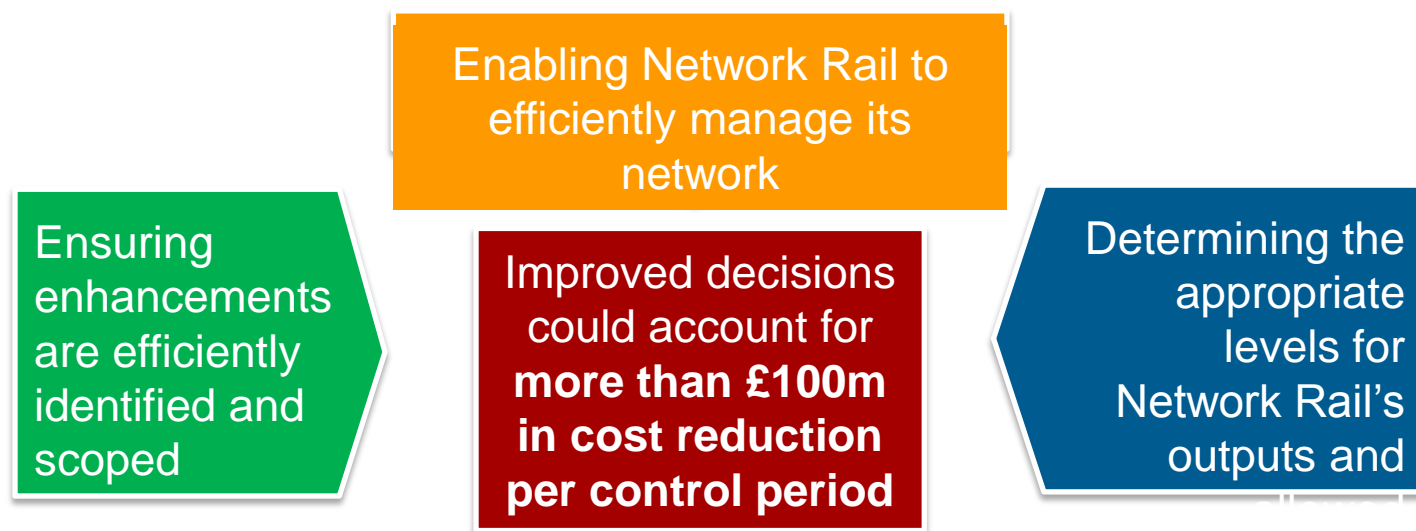 Enabling Network Rail to
efficiently manage its
network
Ensuring
enhancements
are efficiently
identified and
scoped
Improved decisions
could account for
more than £100m
in cost reduction
per control period
Determining the
appropriate
levels for
Network Rail’s
outputs and